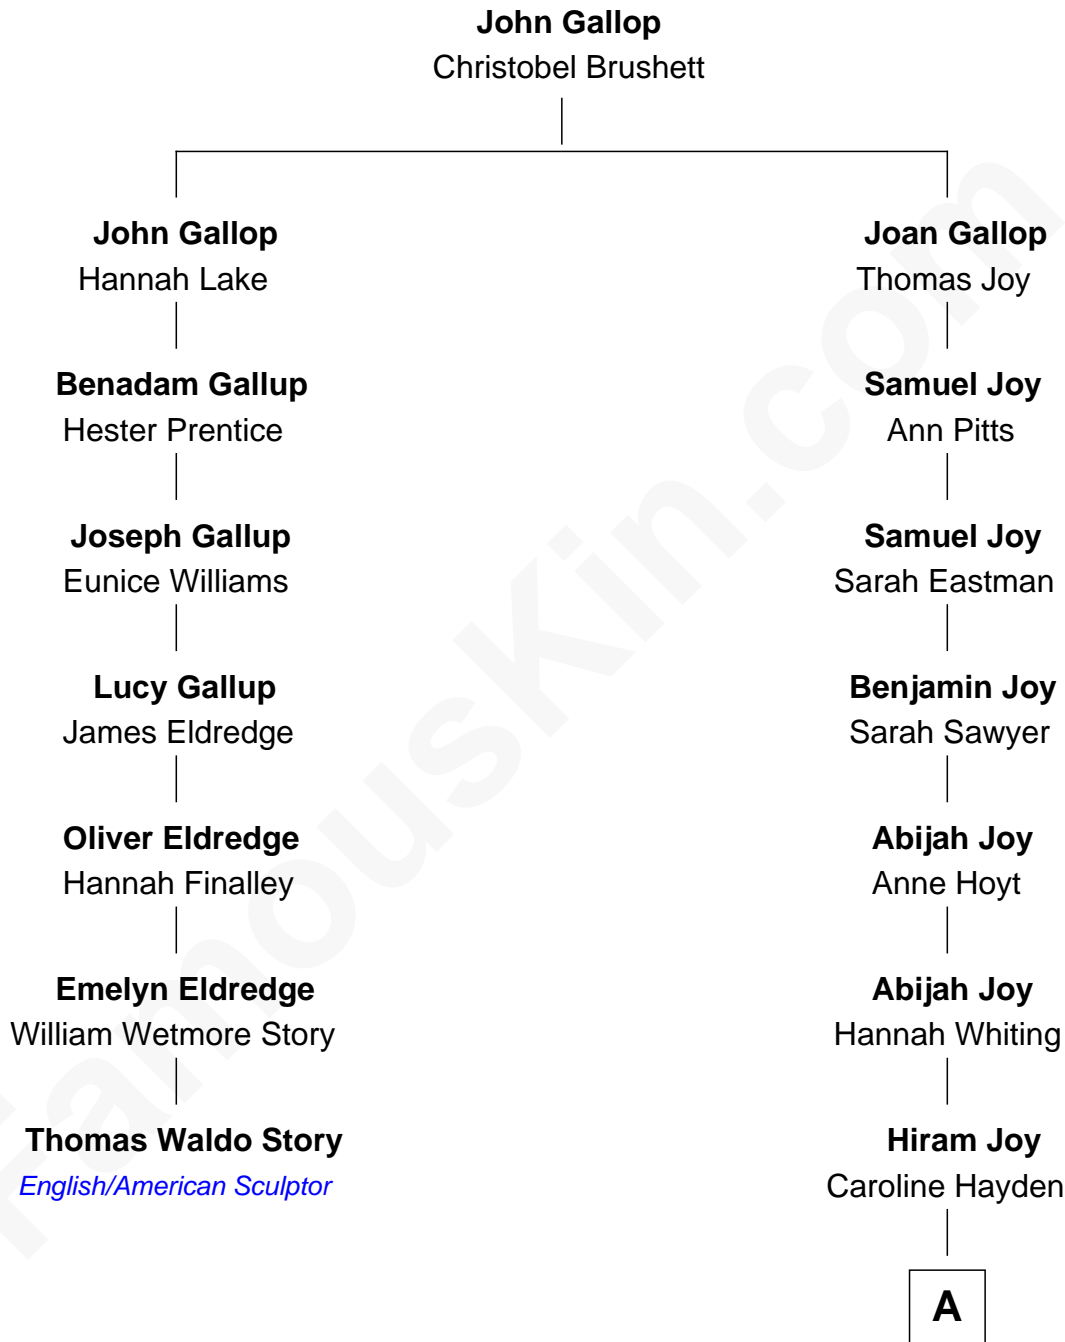 John Gallop
Christobel Brushett
John Gallop
Hannah Lake
Benadam Gallup
Hester Prentice
Joseph Gallup
Eunice Williams
Lucy Gallup
James Eldredge
Oliver Eldredge
Hannah Finalley
Emelyn Eldredge
William Wetmore Story
Thomas Waldo Story
English/American Sculptor
Joan Gallop
Thomas Joy
Samuel Joy
Ann Pitts
Samuel Joy
Sarah Eastman
Benjamin Joy
Sarah Sawyer
Abijah Joy
Anne Hoyt
Abijah Joy
Hannah Whiting
Hiram Joy
Caroline Hayden
A
FamousKin.com